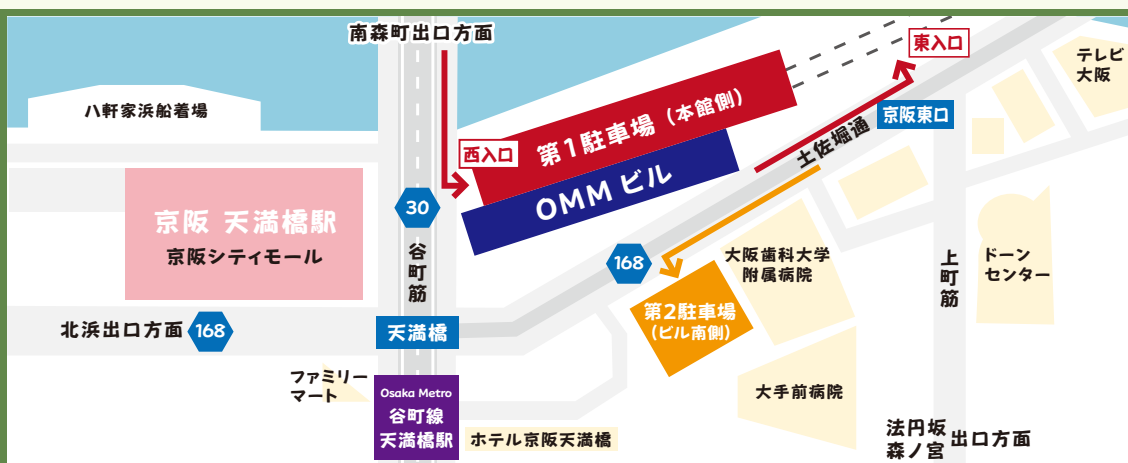 南森町出口方面
東入口
テレビ
大阪
八軒家浜船着場
第1駐車場（本館側）
京阪東口
西入口
土佐堀通
OMM ビル
30
京阪 天満橋駅
京阪シティモール
谷町筋
168
大阪歯科大学
附属病院
上町筋
ドーン
センター
第2駐車場
(ビル南側)
北浜出口方面
168
天満橋
ファミリー
マート
Osaka Metro
谷町線
天満橋駅
ホテル京阪天満橋
大手前病院
法円坂
森ノ宮
出口方面